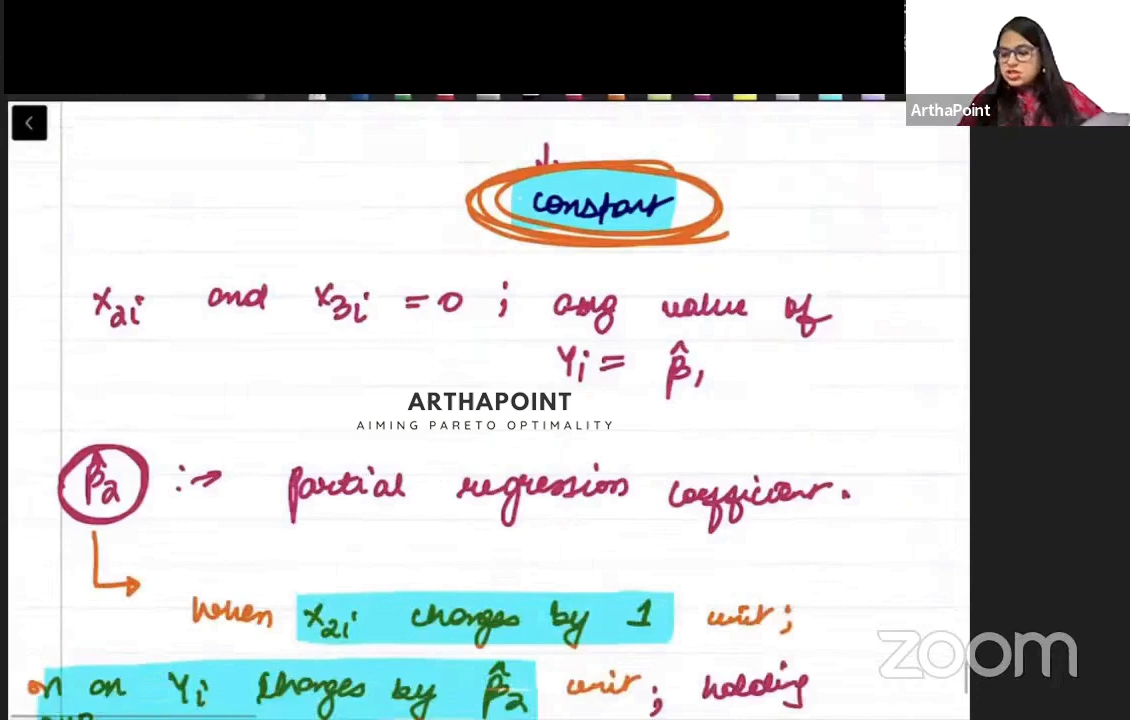 ArthaPoint
constant
X2i and X3i = 0 ; avg value of
Yi = β̂1
ARTHAPOINT
AIMING PARETO OPTIMALITY
β̂2 :→ Partial regression coefficient.
when X2i changes by 1 unit;
on an Yi changes by β̂2 unit; holding
zoom